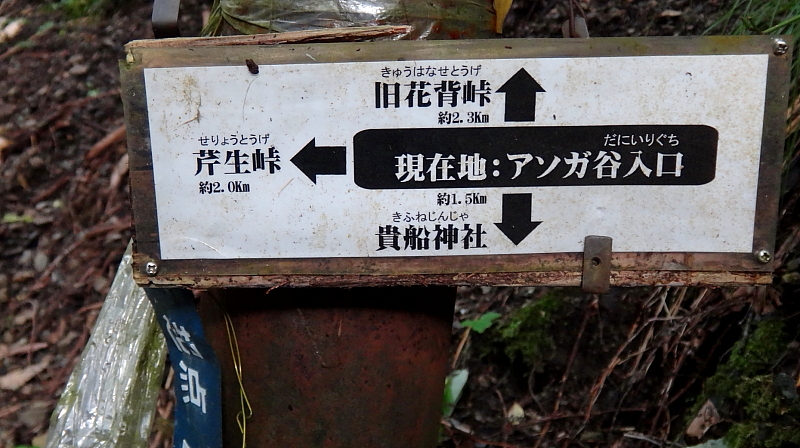 きゅうはなせとうげ
旧花背峠
約2.3Km
せりょうとうげ
芹生峠
約2.0Km
だにいりぐち
現在地:アソガ谷入口
約1.5Km
きふねじんじゃ
貴船神社
点